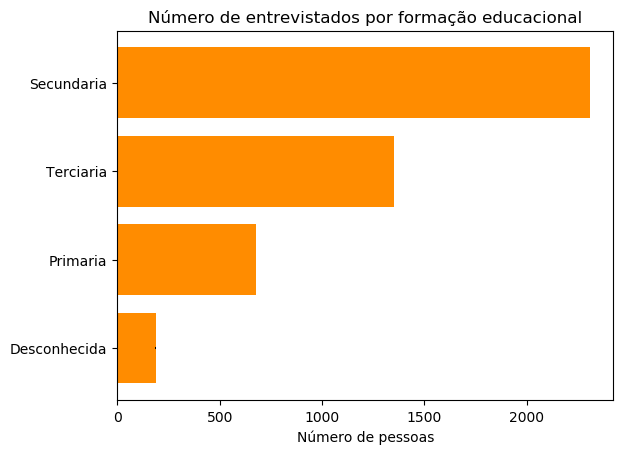 Número de entrevistados por formação educacional
Secundaria
Terciaria
Primaria
Desconhecida
0 500 1000 1500 2000
Número de pessoas